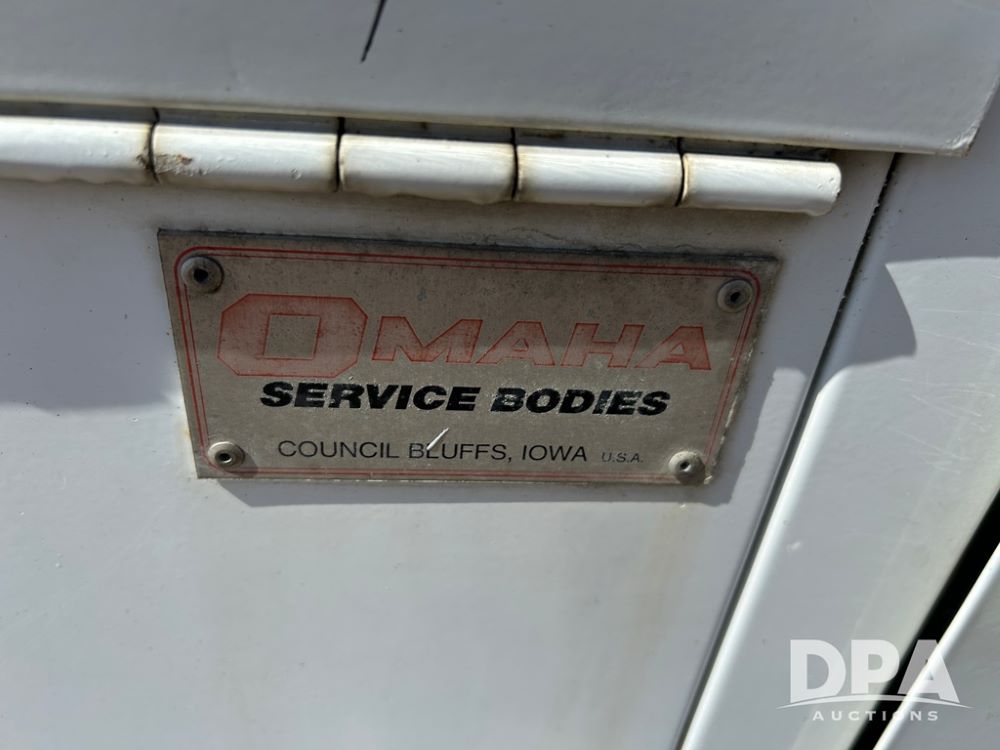 OMAHA
SERVICE BODIES
COUNCIL BLUFFS, IOWA U.S.A.
DPA
AUCTIONS